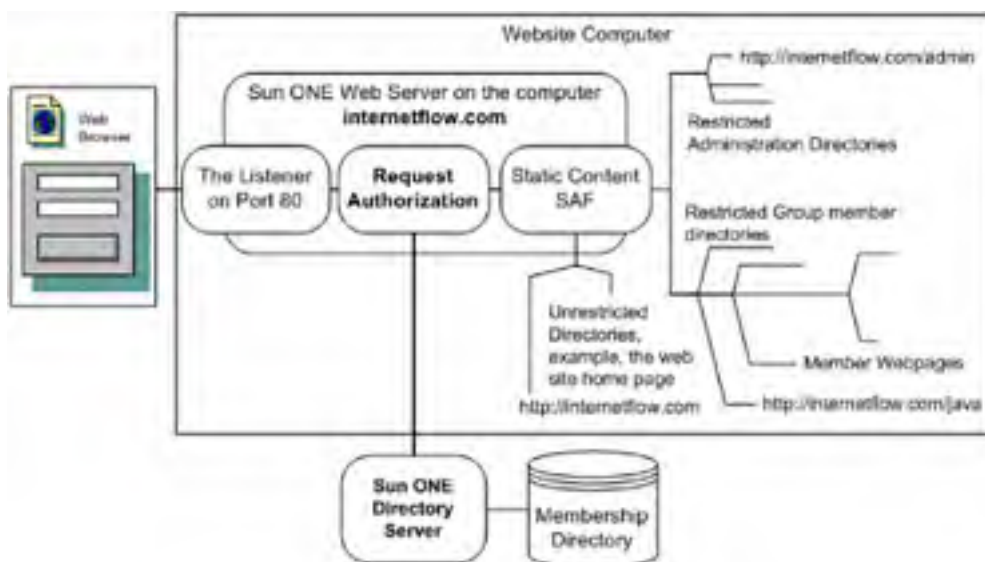 Website Computer
Web
Browser
Sun ONE Web Server on the computer
internetflow.com
The Listener
on Port 80
Request
Authorization
Static Content
SAF
http://internetflow.com/admin
Restricted
Administration Directories
Restricted Group member
directories
Unrestricted
Directories,
example, the web
site home page
http://internetflow.com
Member Webpages
http://internetflow.com/java
Sun ONE
Directory
Server
Membership
Directory